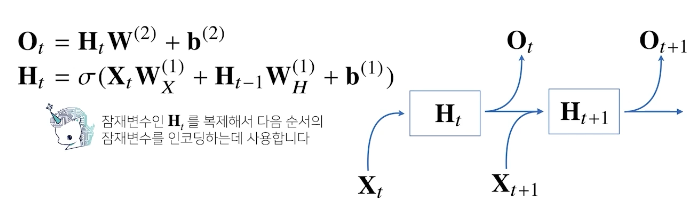 O_t = H_t W^(2) + b^(2)
H_t = σ(X_t W_X^(1) + H_{t−1} W_H^(1) + b^(1))
잠재변수인 H_t 를 복제해서 다음 순서의
잠재변수를 인코딩하는데 사용합니다
O_t
O_{t+1}
H_t
H_{t+1}
X_t
X_{t+1}